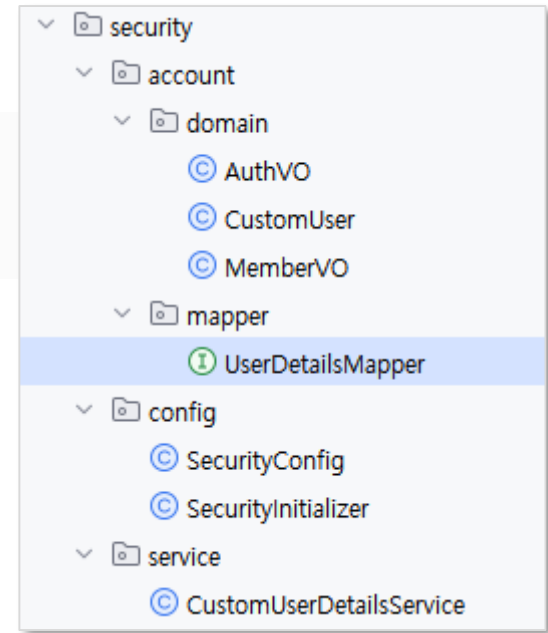 security
account
domain
C AuthVO
C CustomUser
C MemberVO
mapper
I UserDetailsMapper
config
C SecurityConfig
C SecurityInitializer
service
C CustomUserDetailsService